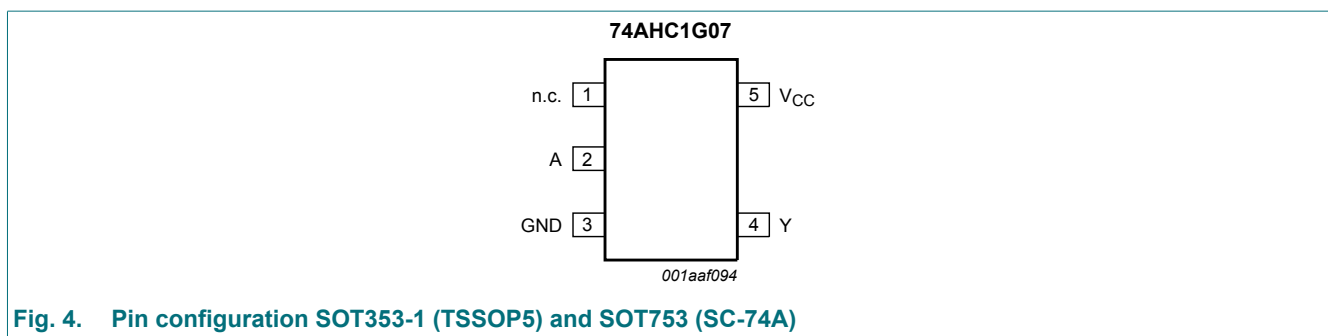 74AHC1G07
n.c. 1
5 VCC
A 2
GND 3
4 Y
001aaf094
Fig. 4. Pin configuration SOT353-1 (TSSOP5) and SOT753 (SC-74A)